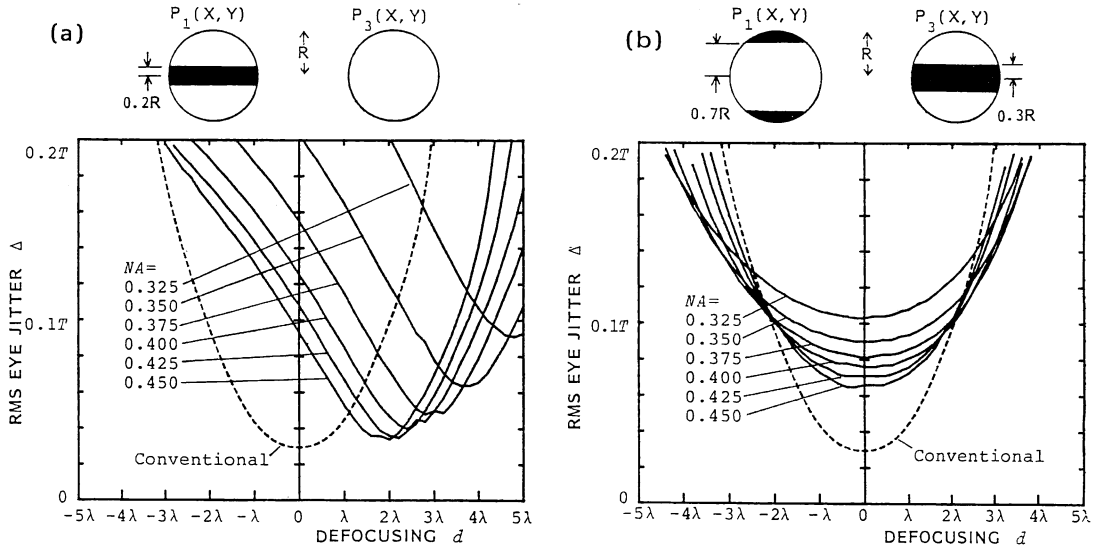 (a)
P1(X, Y)
P3(X, Y)
R
0.2R
0.2T
0.1T
0
RMS EYE JITTER Δ
NA=
0.325
0.350
0.375
0.400
0.425
0.450
Conventional
-5λ -4λ -3λ -2λ -λ 0 λ 2λ 3λ 4λ 5λ
DEFOCUSING d
(b)
P1(X, Y)
P3(X, Y)
R
0.7R
0.3R
0.2T
0.1T
0
RMS EYE JITTER Δ
NA=
0.325
0.350
0.375
0.400
0.425
0.450
Conventional
-5λ -4λ -3λ -2λ -λ 0 λ 2λ 3λ 4λ 5λ
DEFOCUSING d